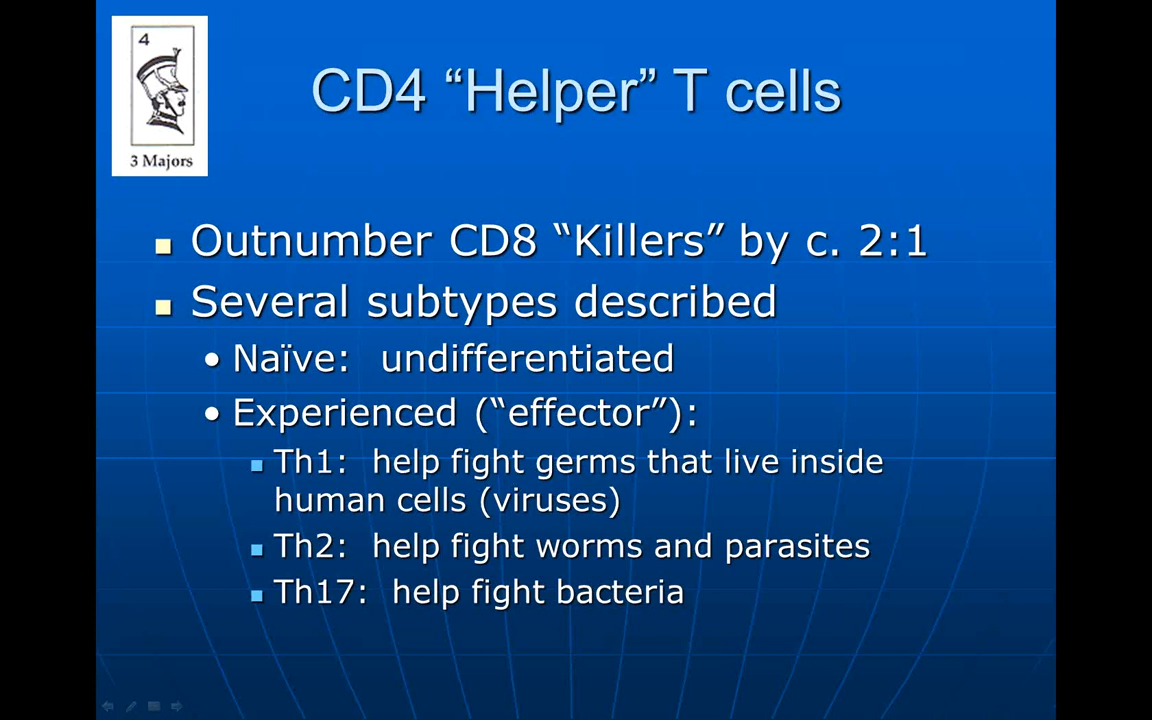 4
3 Majors
CD4 “Helper” T cells
Outnumber CD8 “Killers” by c. 2:1
Several subtypes described
Naïve: undifferentiated
Experienced (“effector”):
Th1: help fight germs that live inside
human cells (viruses)
Th2: help fight worms and parasites
Th17: help fight bacteria